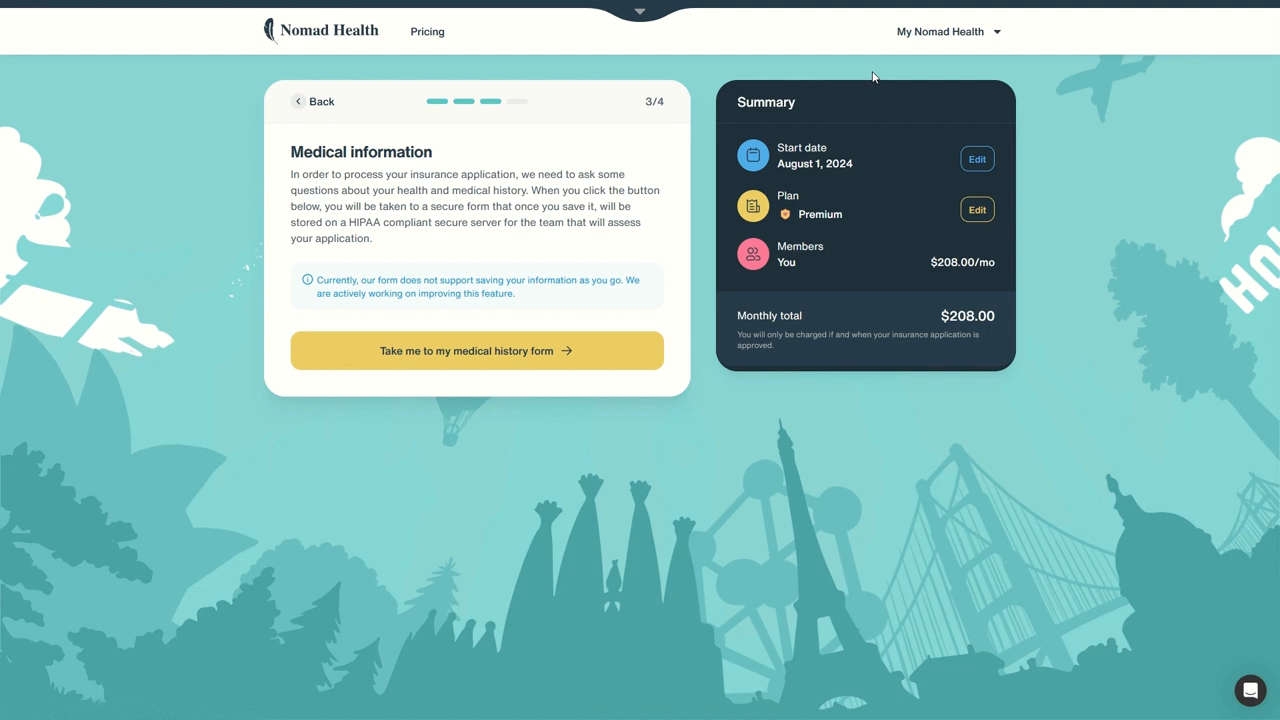 Nomad Health
Pricing
My Nomad Health
Back
3/4
Medical information
In order to process your insurance application, we need to ask some
questions about your health and medical history. When you click the button
below, you will be taken to a secure form that once you save it, will be
stored on a HIPAA compliant secure server for the team that will assess
your application.
Currently, our form does not support saving your information as you go. We
are actively working on improving this feature.
Take me to my medical history form
Summary
Start date
August 1, 2024
Edit
Plan
Premium
Edit
Members
You
$208.00/mo
Monthly total
$208.00
You will only be charged if and when your insurance application is
approved.